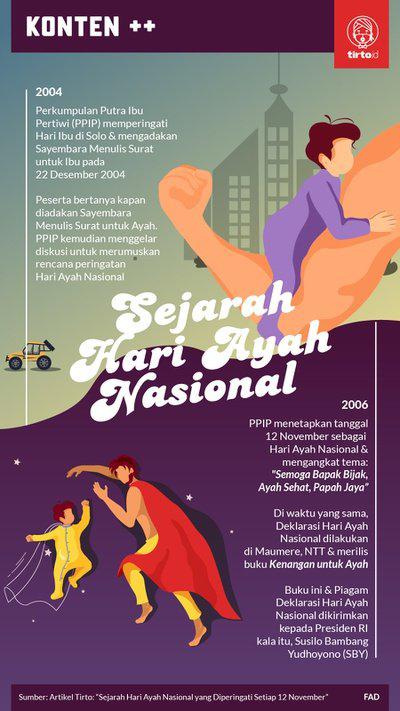 KONTEN ++
tirto.id
2004
Perkumpulan Putra Ibu
Pertiwi (PPIP) memperingati
Hari Ibu di Solo & mengadakan
Sayembara Menulis Surat
untuk Ibu pada
22 Desember 2004
Peserta bertanya kapan
diadakan Sayembara
Menulis Surat untuk Ayah.
PPIP kemudian menggelar
diskusi untuk merumuskan
rencana peringatan
Hari Ayah Nasional
Sejarah
Hari Ayah
Nasional
2006
PPIP menetapkan tanggal
12 November sebagai
Hari Ayah Nasional &
mengangkat tema:
"Semoga Bapak Bijak,
Ayah Sehat, Papah Jaya"
Di waktu yang sama,
Deklarasi Hari Ayah
Nasional dilakukan
di Maumere, NTT & merilis
buku Kenangan untuk Ayah
Buku ini & Piagam
Deklarasi Hari Ayah
Nasional dikirimkan
kepada Presiden RI
kala itu, Susilo Bambang
Yudhoyono (SBY)
Sumber: Artikel Tirto: "Sejarah Hari Ayah Nasional yang Diperingati Setiap 12 November"
FAD